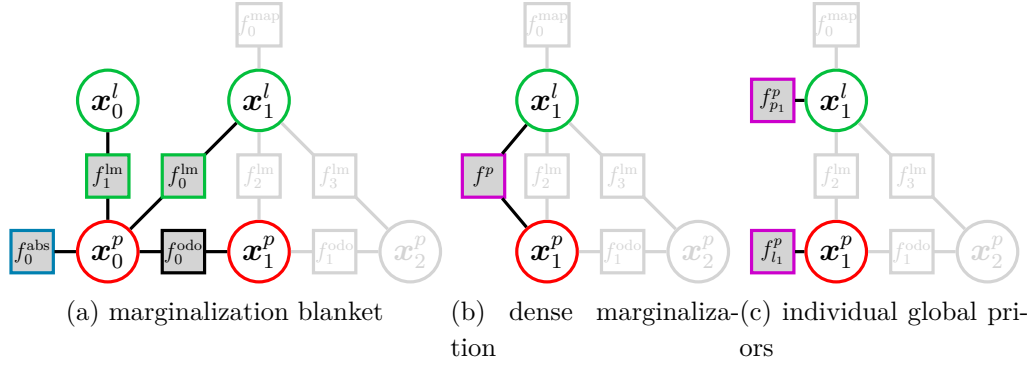 f_0^map f_0^map f_0^map
x_0^l x_1^l x_1^l f_{p_1}^p x_1^l
f_1^lm f_0^lm f_2^lm f_3^lm f^p f_2^lm f_3^lm f_2^lm f_3^lm
f_0^abs x_0^p f_0^odo x_1^p f_1^odo x_2^p x_1^p f_1^odo x_2^p f_{l_1}^p x_1^p f_1^odo x_2^p
(a) marginalization blanket
(b) dense marginaliza-
tion
(c) individual global pri-
ors